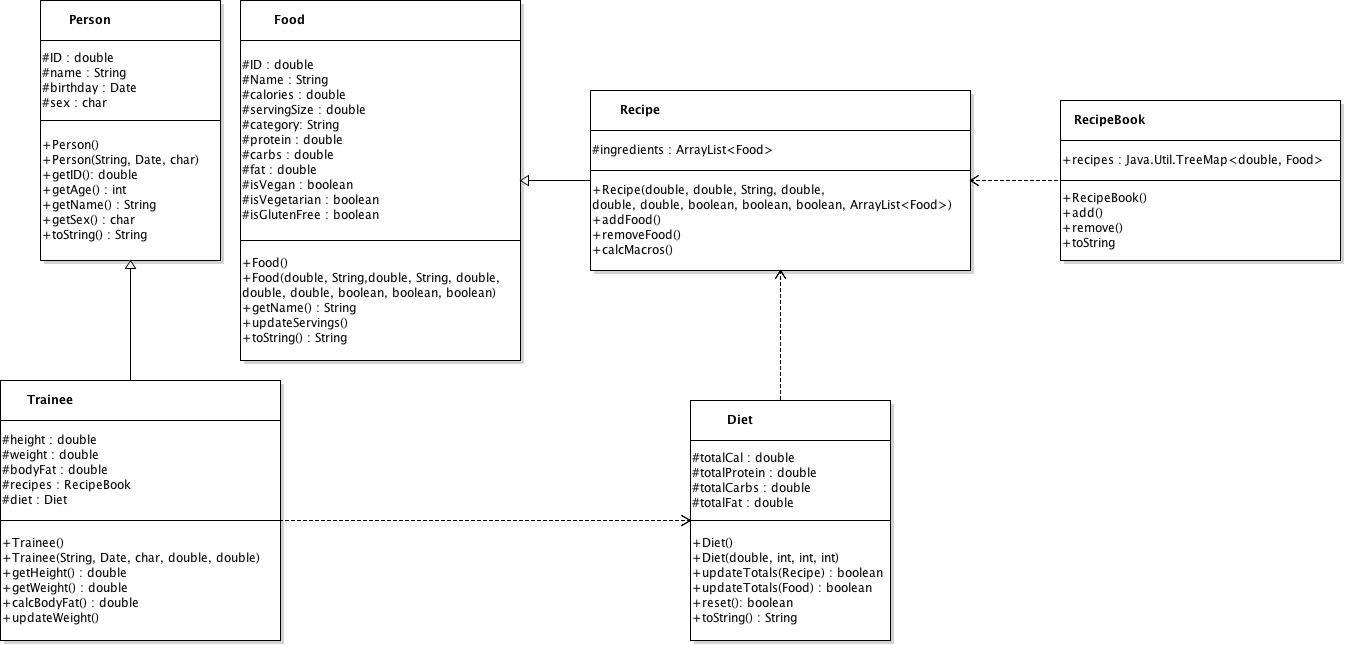 Person
#ID : double
#name : String
#birthday : Date
#sex : char
+Person()
+Person(String, Date, char)
+getID(): double
+getAge() : int
+getName() : String
+getSex() : char
+toString() : String
Food
#ID : double
#Name : String
#calories : double
#servingSize : double
#category: String
#protein : double
#carbs : double
#fat : double
#isVegan : boolean
#isVegetarian : boolean
#isGlutenFree : boolean
+Food()
+Food(double, String,double, String, double,
double, double, boolean, boolean, boolean)
+getName() : String
+updateServings()
+toString() : String
Recipe
#ingredients : ArrayList<Food>
+Recipe(double, double, String, double,
double, double, boolean, boolean, boolean, ArrayList<Food>)
+addFood()
+removeFood()
+calcMacros()
RecipeBook
+recipes : Java.Util.TreeMap<double, Food>
+RecipeBook()
+add()
+remove()
+toString
Trainee
#height : double
#weight : double
#bodyFat : double
#recipes : RecipeBook
#diet : Diet
+Trainee()
+Trainee(String, Date, char, double, double)
+getHeight() : double
+getWeight() : double
+calcBodyFat() : double
+updateWeight()
Diet
#totalCal : double
#totalProtein : double
#totalCarbs : double
#totalFat : double
+Diet()
+Diet(double, int, int, int)
+updateTotals(Recipe) : boolean
+updateTotals(Food) : boolean
+reset(): boolean
+toString() : String